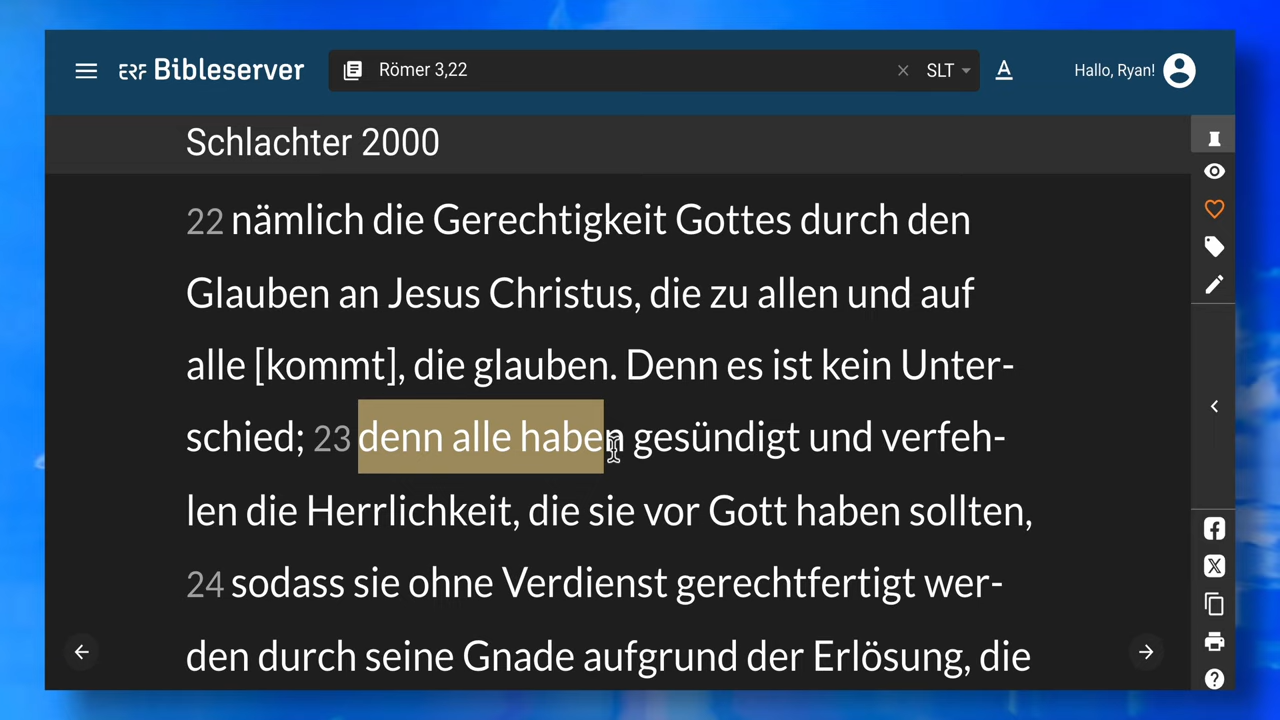 ERF Bibleserver
Römer 3,22
SLT
A
Hallo, Ryan!
Schlachter 2000
22 nämlich die Gerechtigkeit Gottes durch den
Glauben an Jesus Christus, die zu allen und auf
alle [kommt], die glauben. Denn es ist kein Unter-
schied; 23 denn alle haben gesündigt und verfeh-
len die Herrlichkeit, die sie vor Gott haben sollten,
24 sodass sie ohne Verdienst gerechtfertigt wer-
den durch seine Gnade aufgrund der Erlösung, die